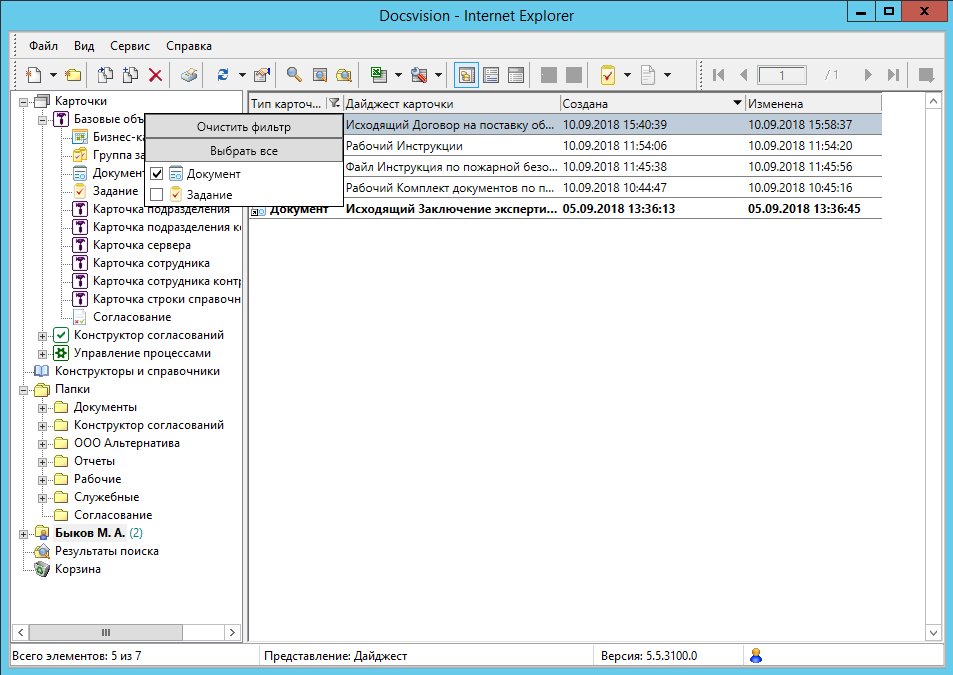 Docsvision - Internet Explorer
Файл Вид Сервис Справка
1 / 1
Карточки
Базовые объ
Бизнес-ка
Группа за
Документ
Задание
Карточка подразделения
Карточка подразделения к
Карточка сервера
Карточка сотрудника
Карточка сотрудника конт
Карточка строки справочн
Согласование
Конструктор согласований
Управление процессами
Конструкторы и справочники
Папки
Документы
Конструктор согласований
ООО Альтернатива
Отчеты
Рабочие
Служебные
Согласование
Быков М. А. (2)
Результаты поиска
Корзина
Тип карточ... Дайджест карточки Создана Изменена
Очистить фильтр
Выбрать все
Документ
Задание
Исходящий Договор на поставку об... 10.09.2018 15:40:39 10.09.2018 15:58:37
Рабочий Инструкции 10.09.2018 11:54:06 10.09.2018 11:54:20
Файл Инструкция по пожарной безо... 10.09.2018 11:45:38 10.09.2018 11:45:56
Рабочий Комплект документов по п... 10.09.2018 10:44:47 10.09.2018 10:45:16
Документ Исходящий Заключение эксперти... 05.09.2018 13:36:13 05.09.2018 13:36:45
Всего элементов: 5 из 7 Представление: Дайджест Версия: 5.5.3100.0